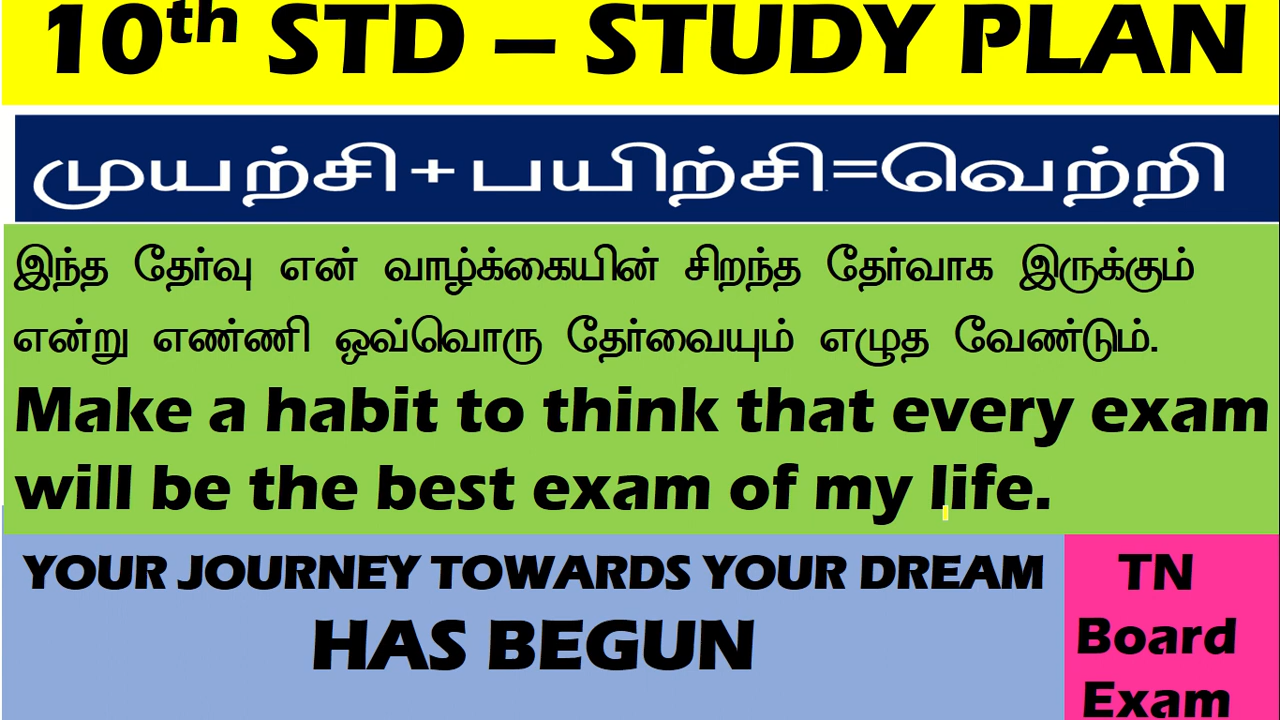 10th STD – STUDY PLAN
முயற்சி+பயிற்சி=வெற்றி
இந்த தேர்வு என் வாழ்க்கையின் சிறந்த தேர்வாக இருக்கும்
என்று எண்ணி ஒவ்வொரு தேர்வையும் எழுத வேண்டும்.
Make a habit to think that every exam
will be the best exam of my life.
YOUR JOURNEY TOWARDS YOUR DREAM
HAS BEGUN
TN
Board
Exam